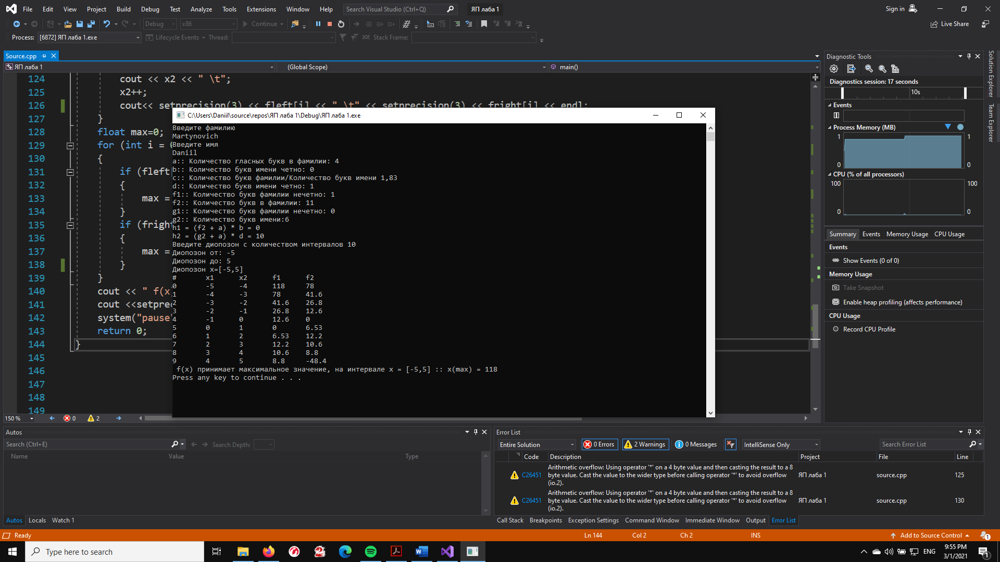 File Edit View Project Build Debug Test Analyze Tools Extensions Window Help Search Visual Studio (Ctrl+Q) ЯП лаба 1 Sign in
Debug x86 Continue Live Share
Process: [6872] ЯП лаба 1.exe Lifecycle Events Thread: Stack Frame:
Source.cpp
ЯП лаба 1 (Global Scope) main()
124 cout << x2 << " \t";
125 x2++;
126 cout<< setprecision(3) << fleft[i] << " \t" << setprecision(3) << fright[i] << endl;
127 }
128 float max=0;
129 for (int i = 0
130 {
131 if (fleft
132 {
133 max =
134 }
135 if (fright
136 {
137 max =
138 }
139 }
140 cout << " f(x
141 cout <<setprec
142 system("pause"
143 return 0;
144 }
145
146
147
148
149
C:\Users\Daniil\source\repos\ЯП лаба 1\Debug\ЯП лаба 1.exe
Введите фамилию
Martynovich
Введите имя
Daniil
a:: Количество гласных букв в фамилии: 4
b:: Количество букв имени четно: 0
c:: Количество букв фамилии/Количество букв имени 1,83
d:: Количество букв имени четно: 1
f1:: Количество букв фамилии нечетно: 1
f2:: Количество букв в фамилии: 11
g1:: Количество букв фамилии нечетно: 0
g2:: Количество букв имени:6
h1 = (f2 + a) * b = 0
h2 = (g2 + a) * d = 10
Введите диопозон с количеством интервалов 10
Диопозон от: -5
Диопозон до: 5
Диопозон x=[-5,5]
# x1 x2 f1 f2
0 -5 -4 118 78
1 -4 -3 78 41.6
2 -3 -2 41.6 26.8
3 -2 -1 26.8 12.6
4 -1 0 12.6 0
5 0 1 0 6.53
6 1 2 6.53 12.2
7 2 3 12.2 10.6
8 3 4 10.6 8.8
9 4 5 8.8 -48.4
f(x) принимает максимальное значение, на интервале x = [-5,5] :: x(max) = 118
Press any key to continue . . .
150 % 0 2
Diagnostic Tools
Diagnostics session: 17 seconds
10s
Events
Process Memory (MB)
1 1
0 0
CPU (% of all processors)
100 100
0 0
Summary Events Memory Usage CPU Usage
Events
Show Events (0 of 0)
Memory Usage
Take Snapshot
Enable heap profiling (affects performance)
CPU Usage
Record CPU Profile
Solution Explorer
Team Explorer
Autos
Search (Ctrl+E) Search Depth:
Name Value Type
Autos Locals Watch 1
Error List
Entire Solution 0 Errors 2 Warnings 0 Messages IntelliSense Only Search Error List
Code Description Project File Line
C26451 Arithmetic overflow: Using operator '*' on a 4 byte value and then casting the result to a 8 byte value. Cast the value to the wider type before calling operator '*' to avoid overflow (io.2). ЯП лаба 1 source.cpp 125
C26451 Arithmetic overflow: Using operator '*' on a 4 byte value and then casting the result to a 8 byte value. Cast the value to the wider type before calling operator '*' to avoid overflow (io.2). ЯП лаба 1 source.cpp 130
Call Stack Breakpoints Exception Settings Command Window Immediate Window Output Error List
Ready Ln 144 Col 2 Ch 2 INS Add to Source Control 1
Type here to search ENG 9:55 PM 3/1/2021 1